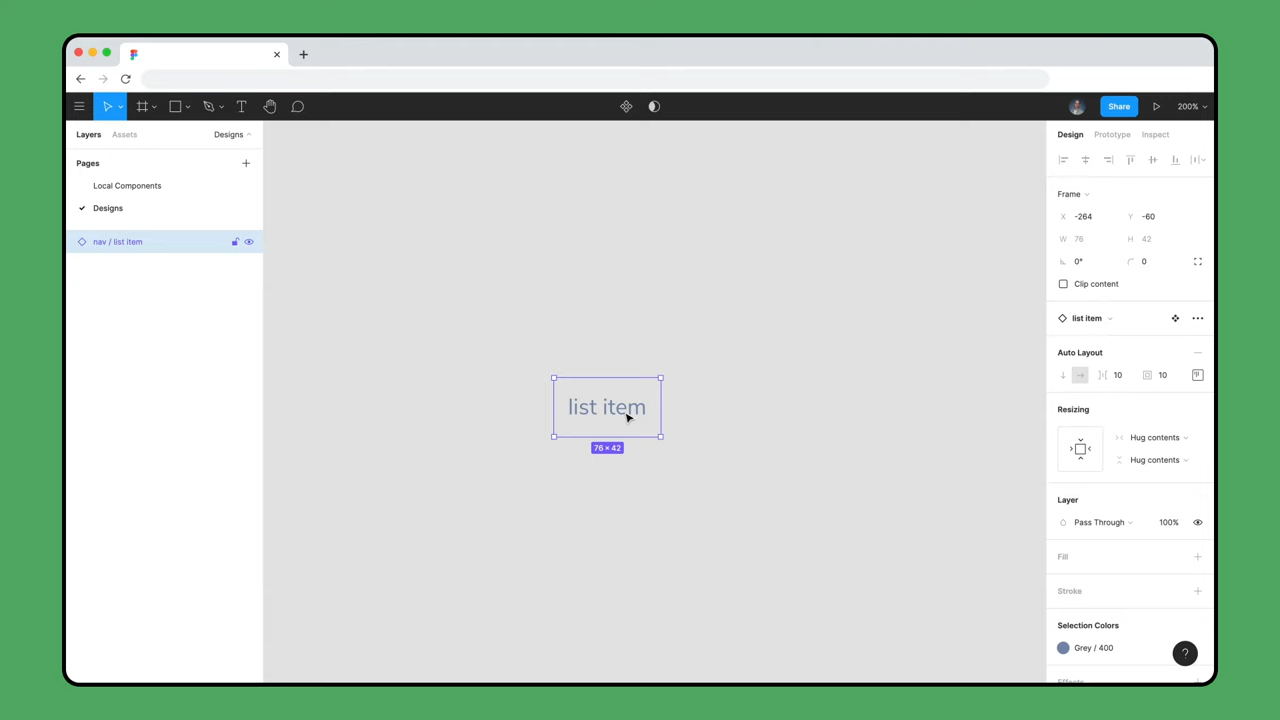 Share
200%
Layers
Assets
Designs
Design
Prototype
Inspect
Pages
Local Components
Designs
nav / list item
Frame
X -264
Y -60
W 76
H 42
0°
0
Clip content
list item
Auto Layout
10
10
Resizing
Hug contents
Hug contents
Layer
Pass Through
100%
Fill
Stroke
Selection Colors
Grey / 400
?
list item
76 × 42